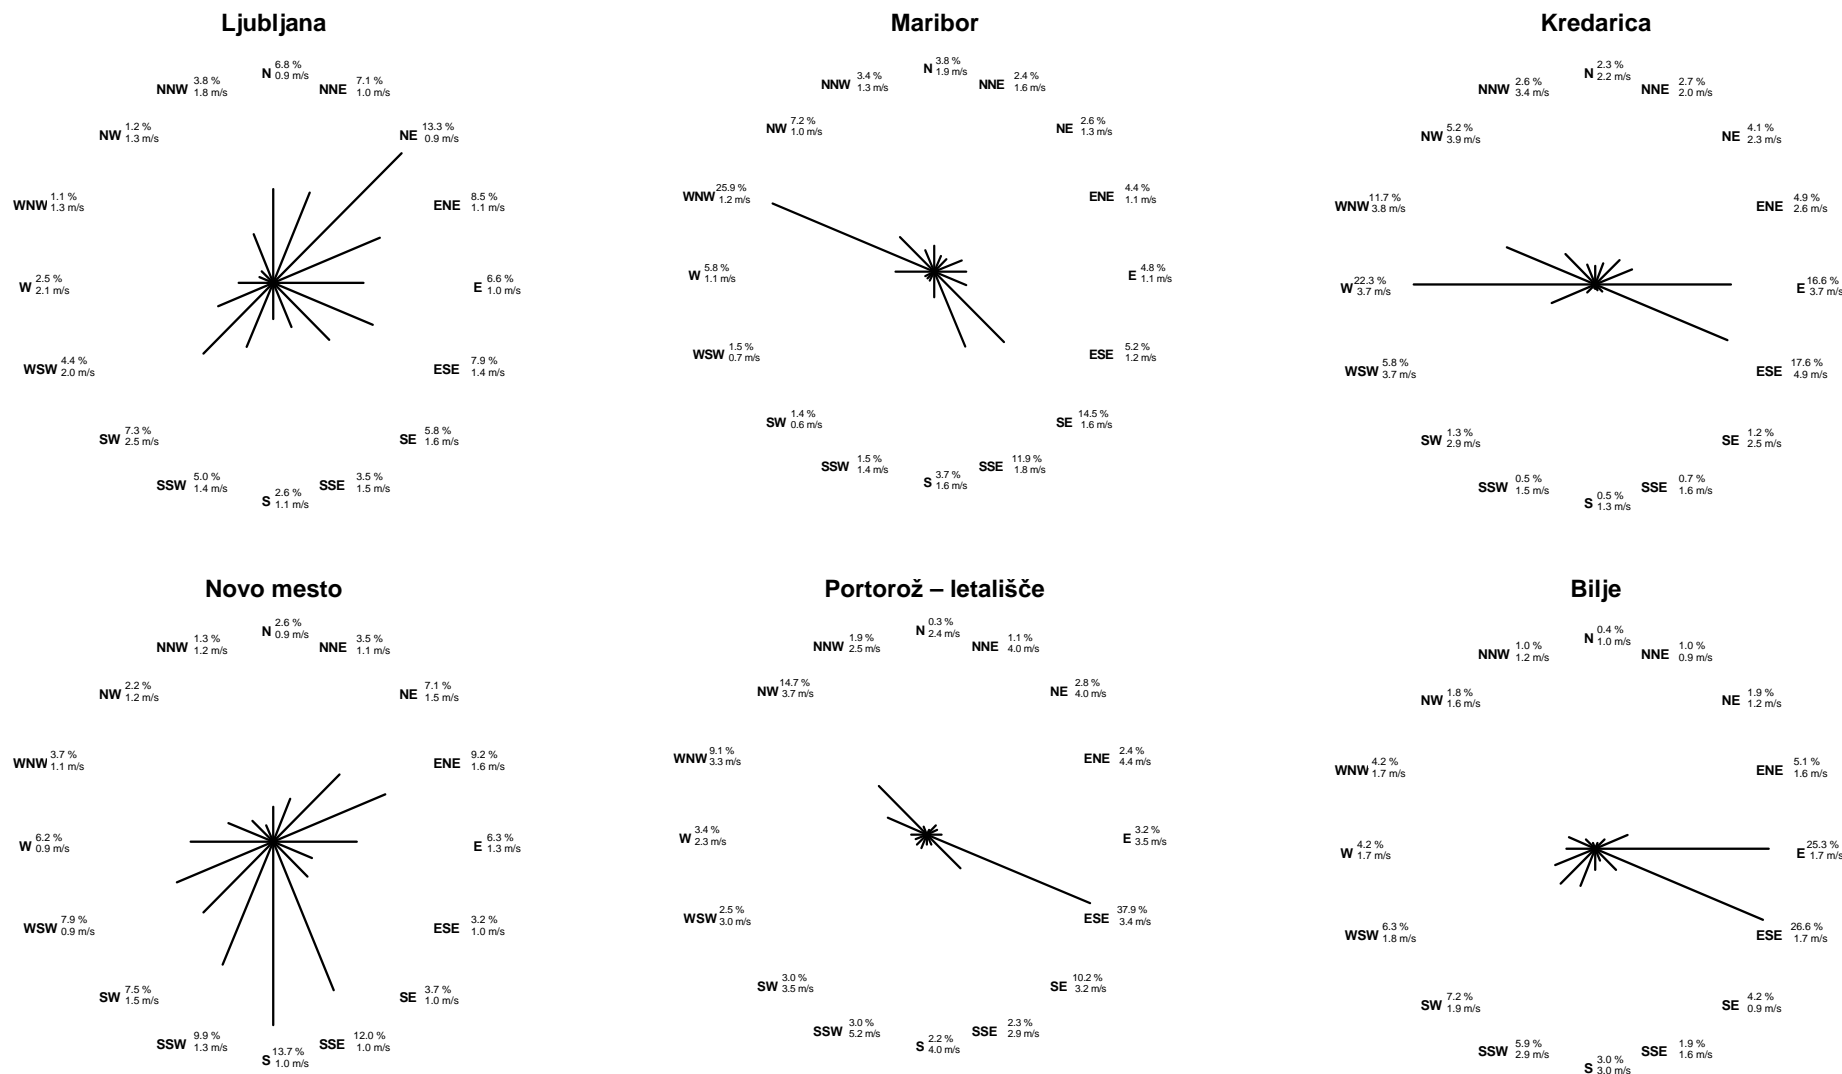 Ljubljana
N 6.8 % 0.9 m/s
NNW 3.8 % 1.8 m/s
NNE 7.1 % 1.0 m/s
NW 1.2 % 1.3 m/s
NE 13.3 % 0.9 m/s
WNW 1.1 % 1.3 m/s
ENE 8.5 % 1.1 m/s
W 2.5 % 2.1 m/s
E 6.6 % 1.0 m/s
WSW 4.4 % 2.0 m/s
ESE 7.9 % 1.4 m/s
SW 7.3 % 2.5 m/s
SE 5.8 % 1.6 m/s
SSW 5.0 % 1.4 m/s
S 2.6 % 1.1 m/s
SSE 3.5 % 1.5 m/s
Maribor
N 3.8 % 1.9 m/s
NNW 3.4 % 1.3 m/s
NNE 2.4 % 1.6 m/s
NW 7.2 % 1.0 m/s
NE 2.6 % 1.3 m/s
WNW 25.9 % 1.2 m/s
ENE 4.4 % 1.1 m/s
W 5.8 % 1.1 m/s
E 4.8 % 1.1 m/s
WSW 1.5 % 0.7 m/s
ESE 5.2 % 1.2 m/s
SW 1.4 % 0.6 m/s
SE 14.5 % 1.6 m/s
SSW 1.5 % 1.4 m/s
S 3.7 % 1.6 m/s
SSE 11.9 % 1.8 m/s
Kredarica
N 2.3 % 2.2 m/s
NNW 2.6 % 3.4 m/s
NNE 2.7 % 2.0 m/s
NW 5.2 % 3.9 m/s
NE 4.1 % 2.3 m/s
WNW 11.7 % 3.8 m/s
ENE 4.9 % 2.6 m/s
W 22.3 % 3.7 m/s
E 16.6 % 3.7 m/s
WSW 5.8 % 3.7 m/s
ESE 17.6 % 4.9 m/s
SW 1.3 % 2.9 m/s
SE 1.2 % 2.5 m/s
SSW 0.5 % 1.5 m/s
S 0.5 % 1.3 m/s
SSE 0.7 % 1.6 m/s
Novo mesto
N 2.6 % 0.9 m/s
NNW 1.3 % 1.2 m/s
NNE 3.5 % 1.1 m/s
NW 2.2 % 1.2 m/s
NE 7.1 % 1.5 m/s
WNW 3.7 % 1.1 m/s
ENE 9.2 % 1.6 m/s
W 6.2 % 0.9 m/s
E 6.3 % 1.3 m/s
WSW 7.9 % 0.9 m/s
ESE 3.2 % 1.0 m/s
SW 7.5 % 1.5 m/s
SE 3.7 % 1.0 m/s
SSW 9.9 % 1.3 m/s
S 13.7 % 1.0 m/s
SSE 12.0 % 1.0 m/s
Portorož – letališče
N 0.3 % 2.4 m/s
NNW 1.9 % 2.5 m/s
NNE 1.1 % 4.0 m/s
NW 14.7 % 3.7 m/s
NE 2.8 % 4.0 m/s
WNW 9.1 % 3.3 m/s
ENE 2.4 % 4.4 m/s
W 3.4 % 2.3 m/s
E 3.2 % 3.5 m/s
WSW 2.5 % 3.0 m/s
ESE 37.9 % 3.4 m/s
SW 3.0 % 3.5 m/s
SE 10.2 % 3.2 m/s
SSW 3.0 % 5.2 m/s
S 2.2 % 4.0 m/s
SSE 2.3 % 2.9 m/s
Bilje
N 0.4 % 1.0 m/s
NNW 1.0 % 1.2 m/s
NNE 1.0 % 0.9 m/s
NW 1.8 % 1.6 m/s
NE 1.9 % 1.2 m/s
WNW 4.2 % 1.7 m/s
ENE 5.1 % 1.6 m/s
W 4.2 % 1.7 m/s
E 25.3 % 1.7 m/s
WSW 6.3 % 1.8 m/s
ESE 26.6 % 1.7 m/s
SW 7.2 % 1.9 m/s
SE 4.2 % 0.9 m/s
SSW 5.9 % 2.9 m/s
S 3.0 % 3.0 m/s
SSE 1.9 % 1.6 m/s